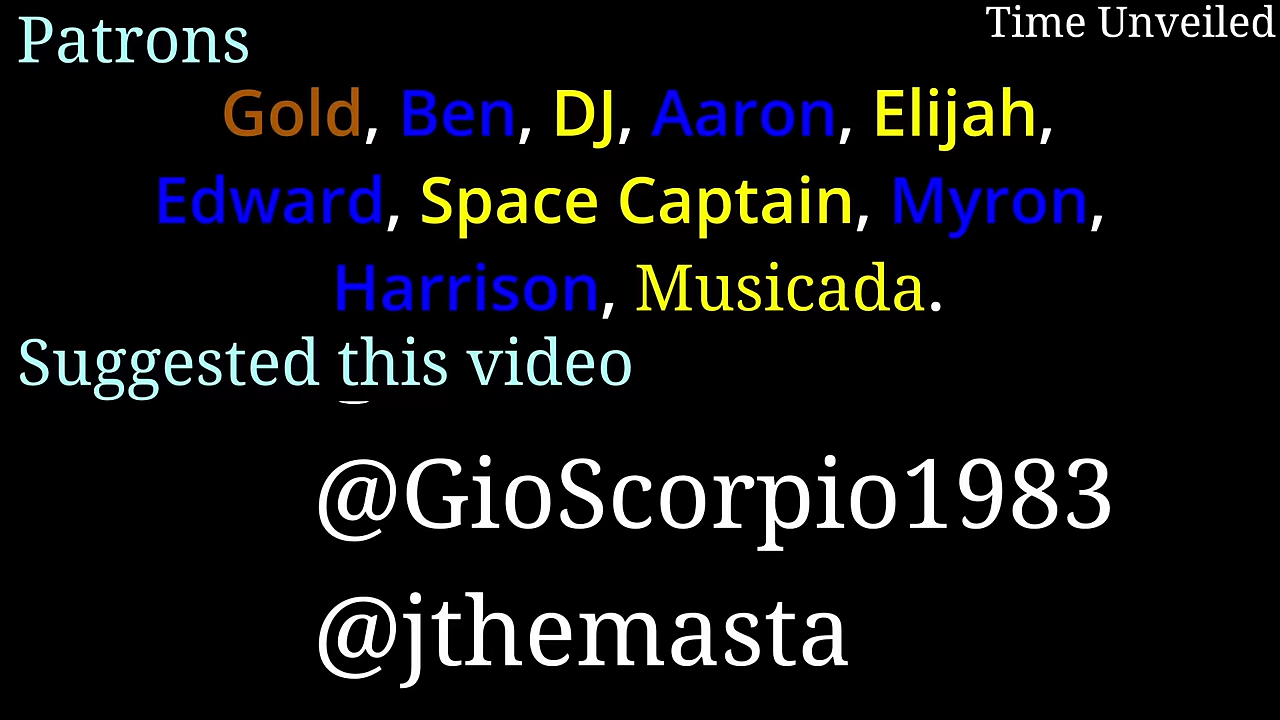 Patrons
Time Unveiled
Gold, Ben, DJ, Aaron, Elijah,
Edward, Space Captain, Myron,
Harrison, Musicada.
Suggested this video
@GioScorpio1983
@jthemasta